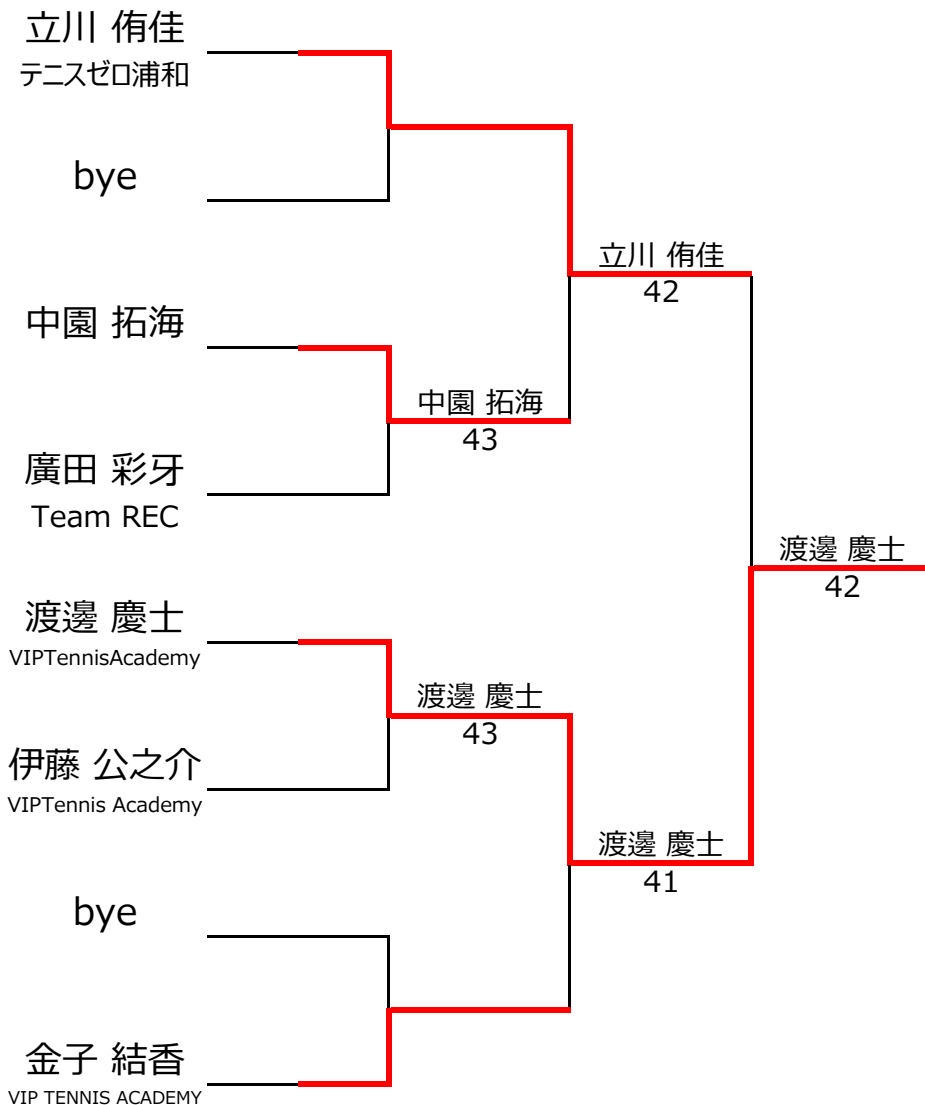 立川 侑佳
テニスゼロ浦和
bye
立川 侑佳
42
中園 拓海
中園 拓海
43
廣田 彩牙
Team REC
渡邊 慶士
42
渡邊 慶士
VIPTennisAcademy
渡邊 慶士
43
伊藤 公之介
VIPTennis Academy
渡邊 慶士
41
bye
金子 結香
VIP TENNIS ACADEMY